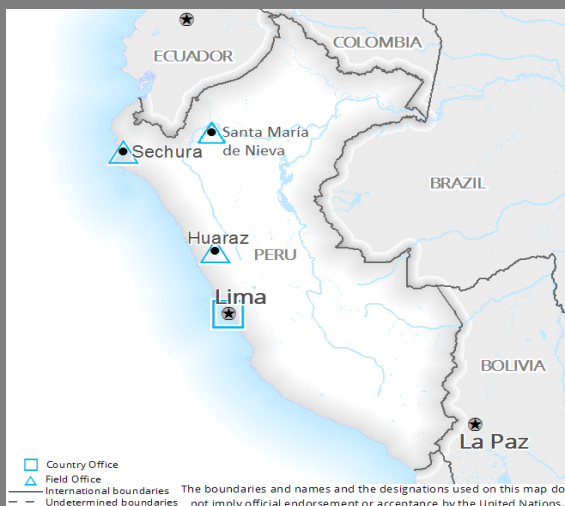 COLOMBIA
ECUADOR
Santa María
de Nieva
Sechura
BRAZIL
Huaraz
PERU
Lima
BOLIVIA
La Paz
Country Office
Field Office
International boundaries
Undetermined boundaries
The boundaries and names and the designations used on this map do
not imply official endorsement or acceptance by the United Nations.